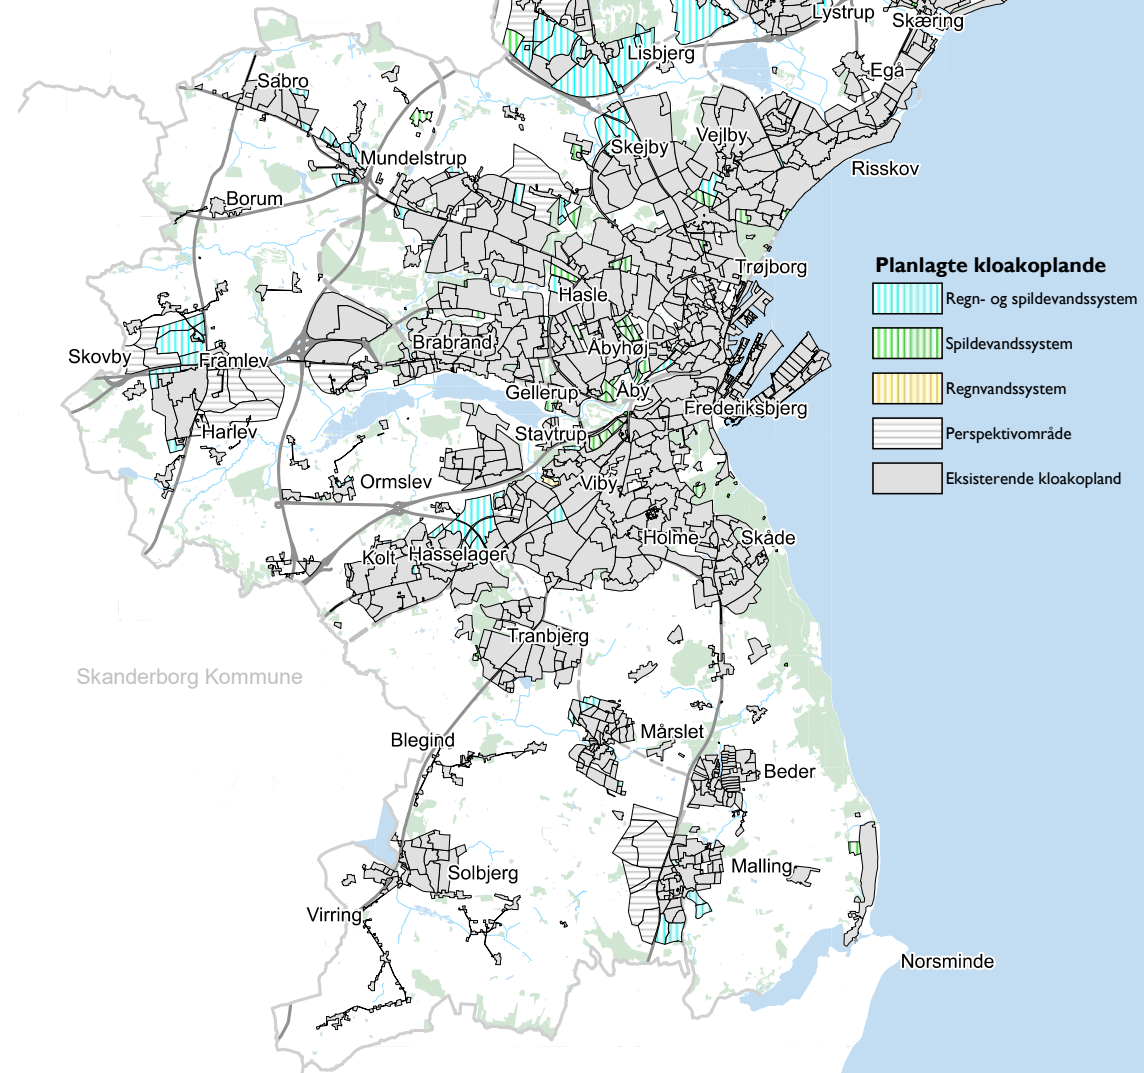 Lystrup
Skæring
Lisbjerg
Egå
Sabro
Vejlby
Skejby
Mundelstrup
Risskov
Borum
Trøjborg
Hasle
Brabrand
Åbyhøj
Skovby
Framlev
Gellerup
Åby
Frederiksbjerg
Harlev
Stavtrup
Ormslev
Viby
Holme
Skåde
Kolt
Hasselager
Tranbjerg
Skanderborg Kommune
Mårslet
Blegind
Beder
Malling
Solbjerg
Virring
Norsminde
Planlagte kloakoplande
Regn- og spildevandssystem
Spildevandssystem
Regnvandssystem
Perspektivområde
Eksisterende kloakopland